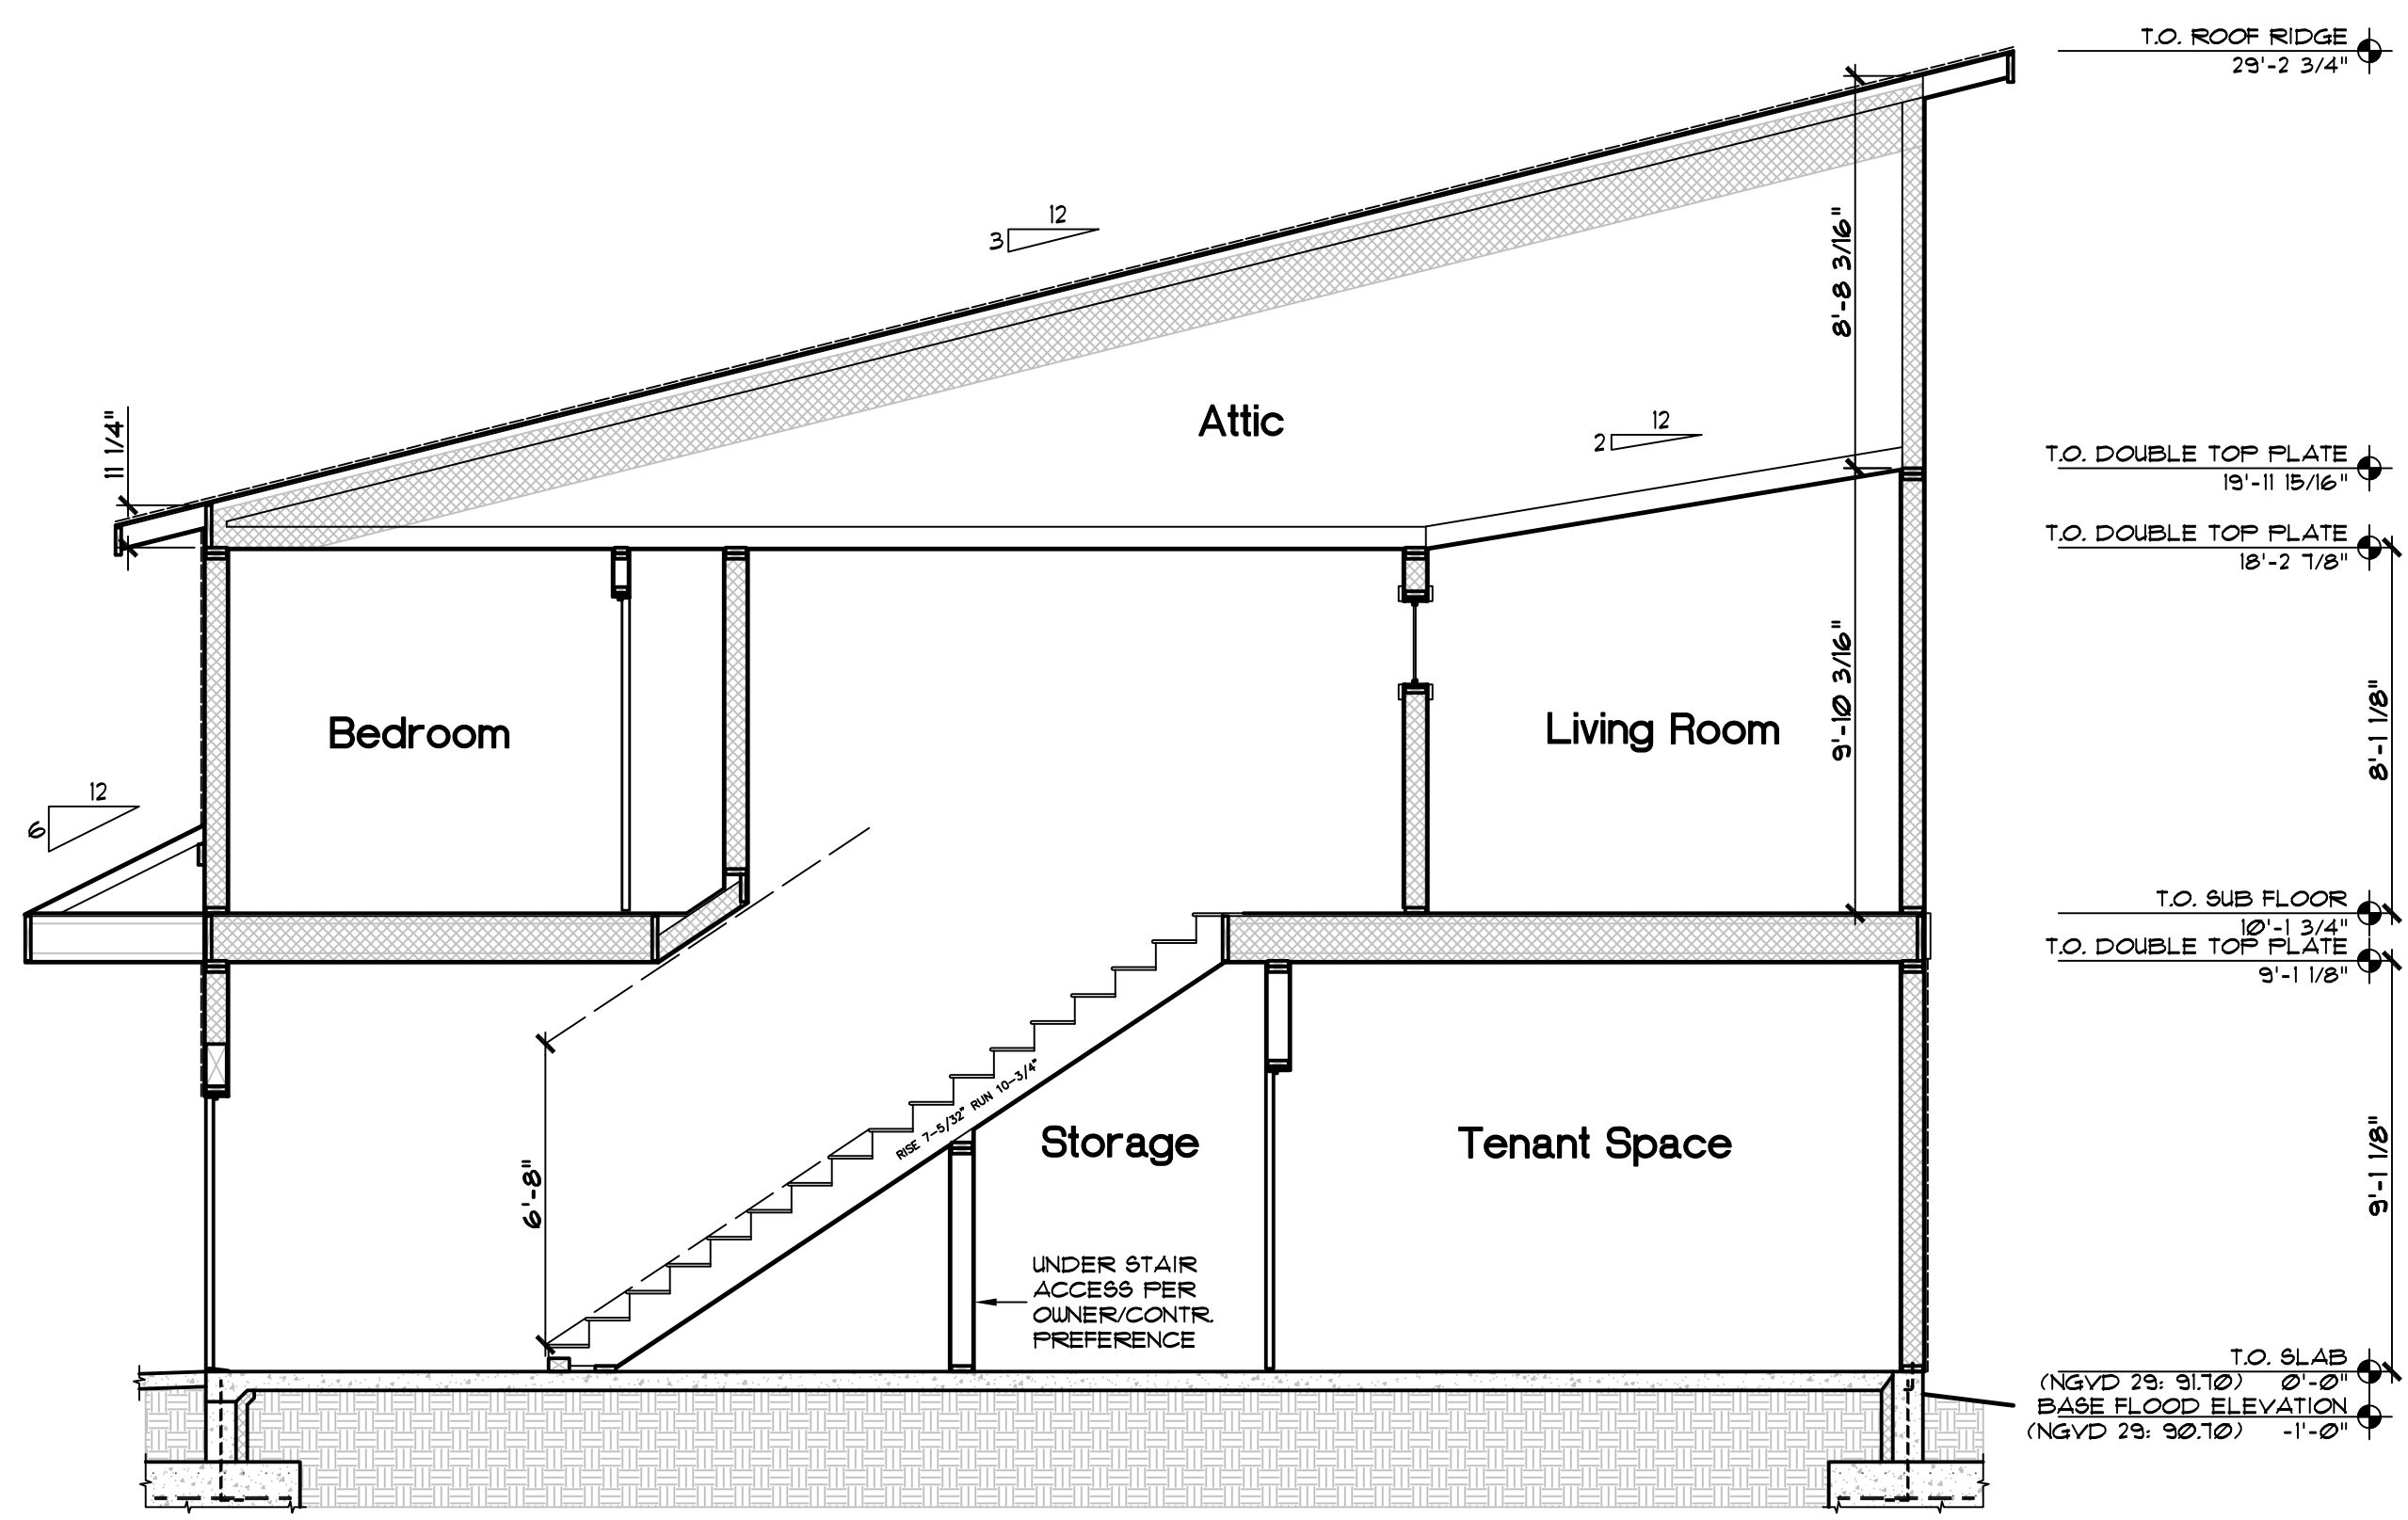 T.O. ROOF RIDGE
29'-2 3/4"
12
3
8'-8 3/16"
11 1/4"
Attic
12
2
T.O. DOUBLE TOP PLATE
19'-11 15/16"
T.O. DOUBLE TOP PLATE
18'-2 7/8"
Bedroom
Living Room
9'-10 3/16"
8'-1 1/8"
12
6
T.O. SUB FLOOR
10'-1 3/4"
T.O. DOUBLE TOP PLATE
9'-1 1/8"
RISE 7-5/32" RUN 10-3/4"
Storage
Tenant Space
6'-8"
9'-1 1/8"
UNDER STAIR
ACCESS PER
OWNER/CONTR.
PREFERENCE
T.O. SLAB
(NGVD 29: 91.70) 0'-0"
BASE FLOOD ELEVATION
(NGVD 29: 90.70) -1'-0"